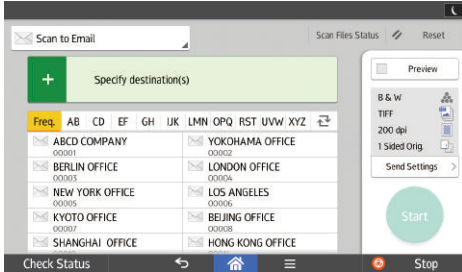 Scan to Email
Scan Files Status
Reset
Specify destination(s)
Preview
Freq. AB CD EF GH IJK LMN OPQ RST UVW XYZ
ABCD COMPANY
00001
YOKOHAMA OFFICE
00002
BERLIN OFFICE
00003
LONDON OFFICE
00004
NEW YORK OFFICE
00005
LOS ANGELES
00006
KYOTO OFFICE
00007
BEIJING OFFICE
00008
SHANGHAI OFFICE
HONG KONG OFFICE
B & W
TIFF
200 dpi
1 Sided Orig.
Send Settings
Start
Check Status
Stop